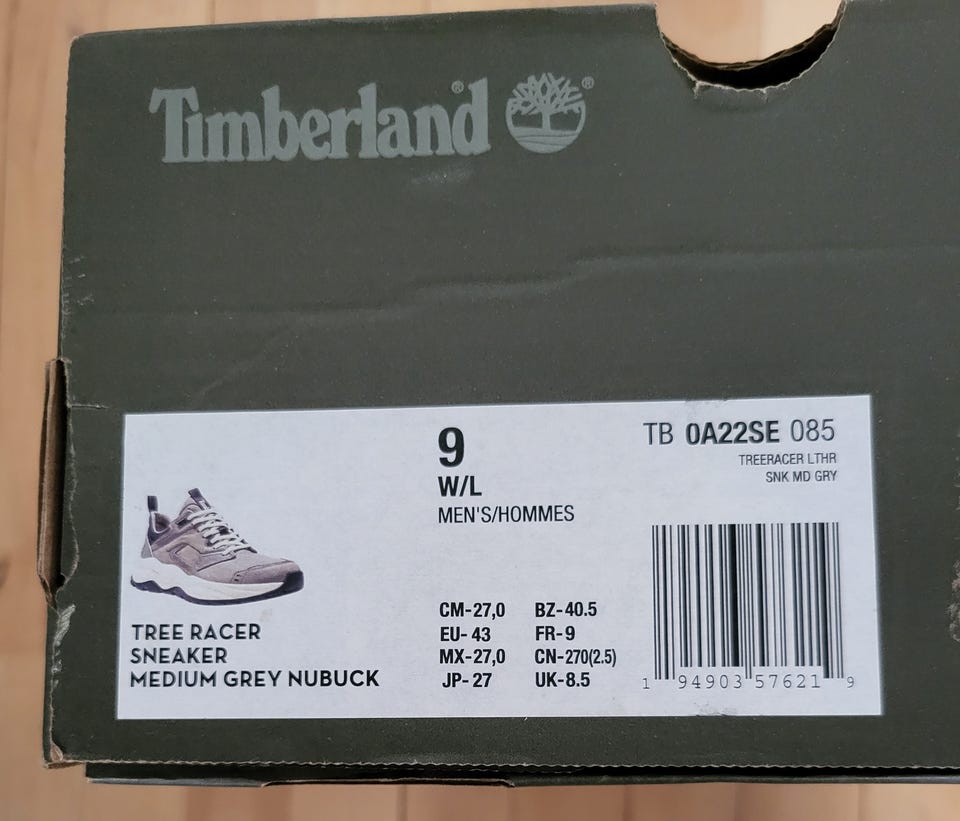 Timberland® ®
9
W/L
MEN'S/HOMMES
TB 0A22SE 085
TREERACER LTHR
SNK MD GRY
TREE RACER
SNEAKER
MEDIUM GREY NUBUCK
CM-27,0 BZ-40.5
EU-43 FR-9
MX-27,0 CN-270(2.5)
JP-27 UK-8.5
1 94903 57621 9